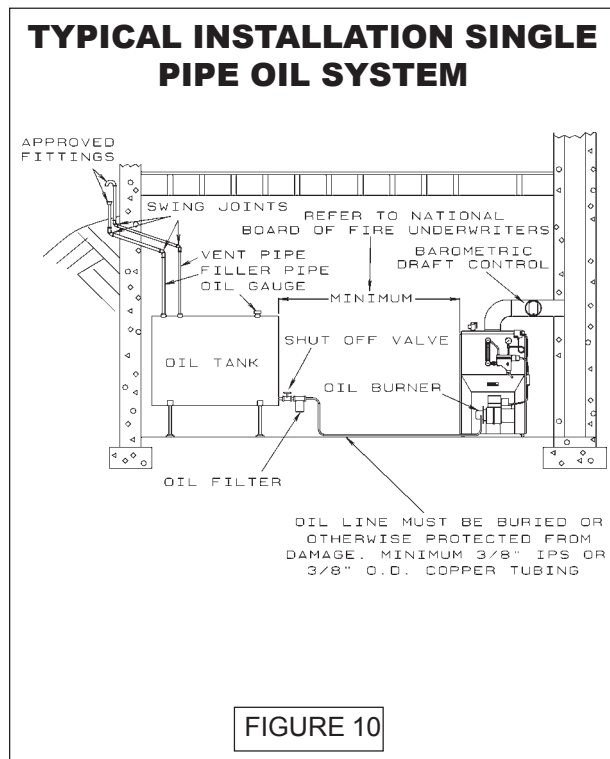 TYPICAL INSTALLATION SINGLE
PIPE OIL SYSTEM
APPROVED
FITTINGS
SWING JOINTS
REFER TO NATIONAL
BOARD OF FIRE UNDERWRITERS
VENT PIPE
FILLER PIPE
OIL GAUGE
BAROMETRIC
DRAFT CONTROL
MINIMUM
OIL TANK
SHUT OFF VALVE
OIL BURNER
OIL FILTER
OIL LINE MUST BE BURIED OR
OTHERWISE PROTECTED FROM
DAMAGE. MINIMUM 3/8" IPS OR
3/8" O.D. COPPER TUBING
FIGURE 10